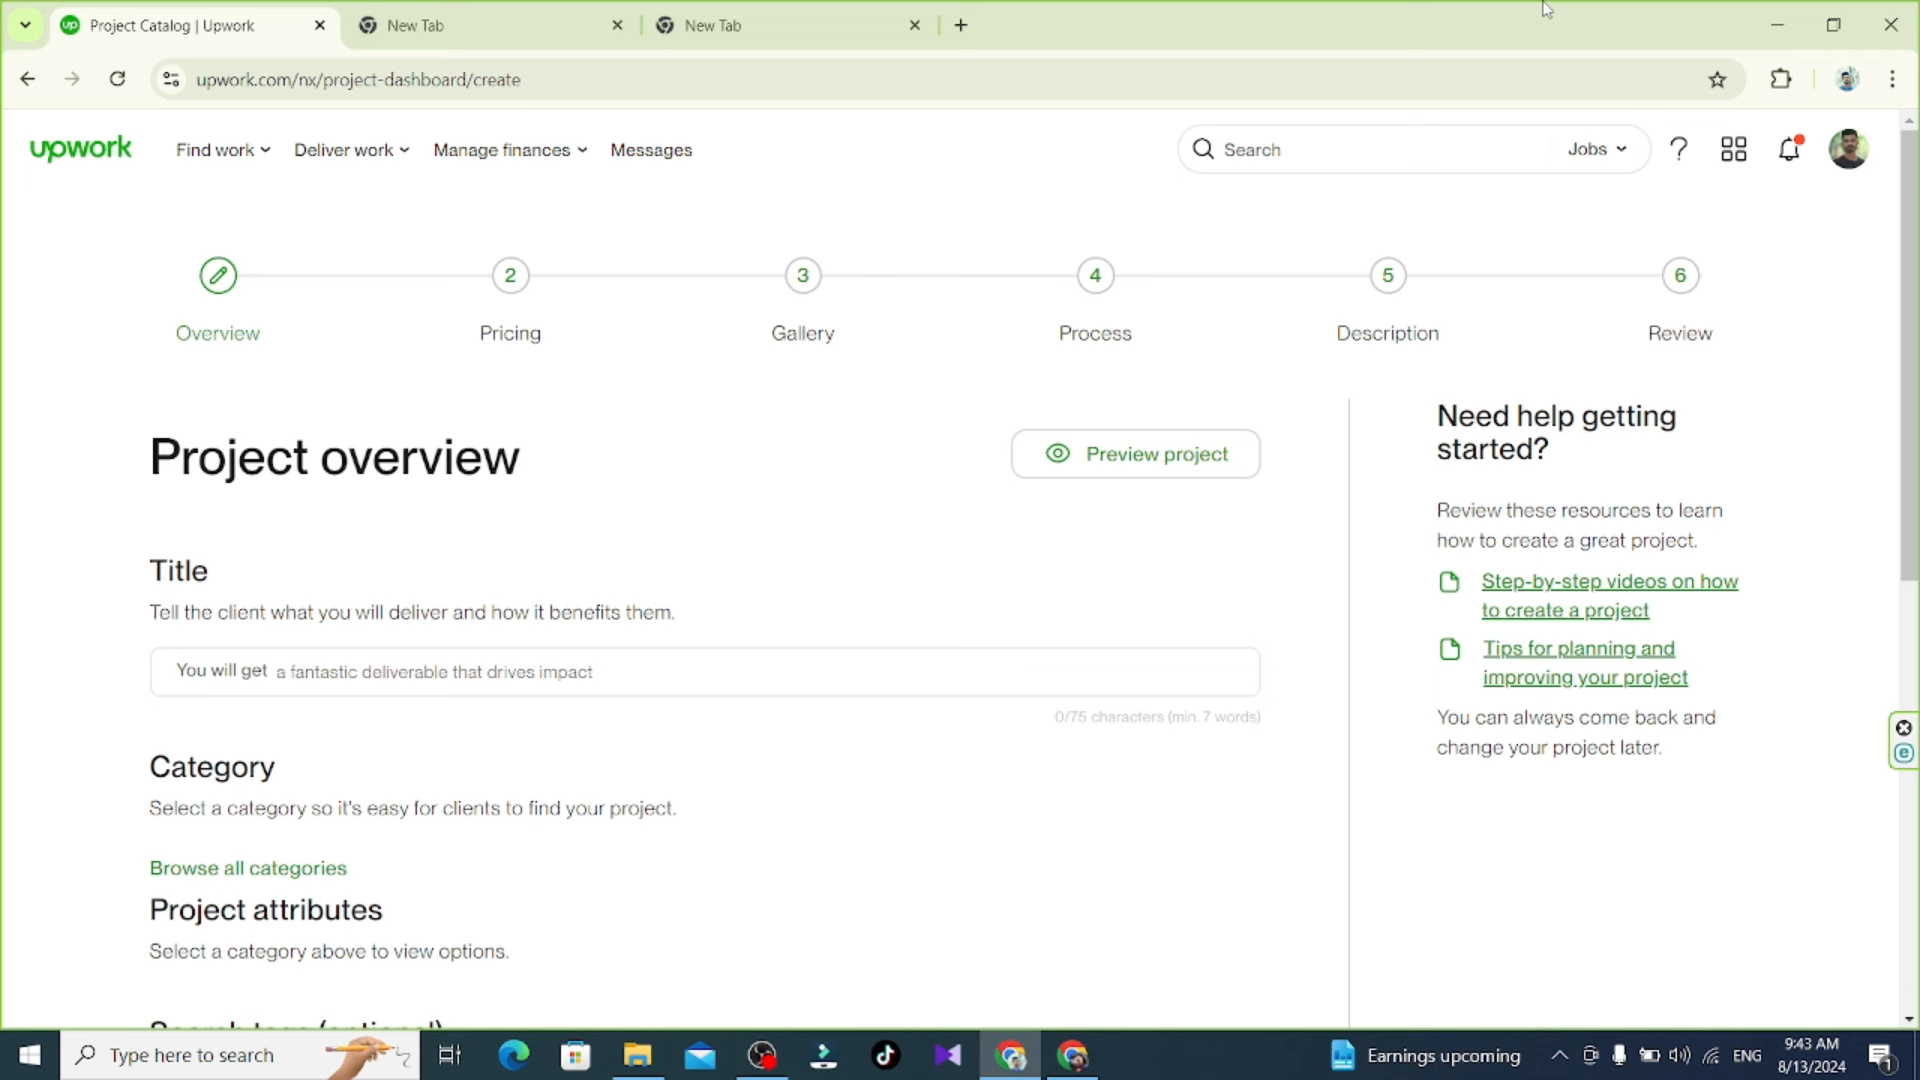 Project Catalog | Upwork
New Tab
New Tab
upwork.com/nx/project-dashboard/create
upwork
Find work
Deliver work
Manage finances
Messages
Search
Jobs
2
3
4
5
6
Overview
Pricing
Gallery
Process
Description
Review
Project overview
Preview project
Title
Tell the client what you will deliver and how it benefits them.
You will get a fantastic deliverable that drives impact
0/75 characters (min. 7 words)
Category
Select a category so it's easy for clients to find your project.
Browse all categories
Project attributes
Select a category above to view options.
Search tags (optional)
Need help getting
started?
Review these resources to learn
how to create a great project.
Step-by-step videos on how
to create a project
Tips for planning and
improving your project
You can always come back and
change your project later.
Type here to search
Earnings upcoming
ENG
9:43 AM
8/13/2024
1